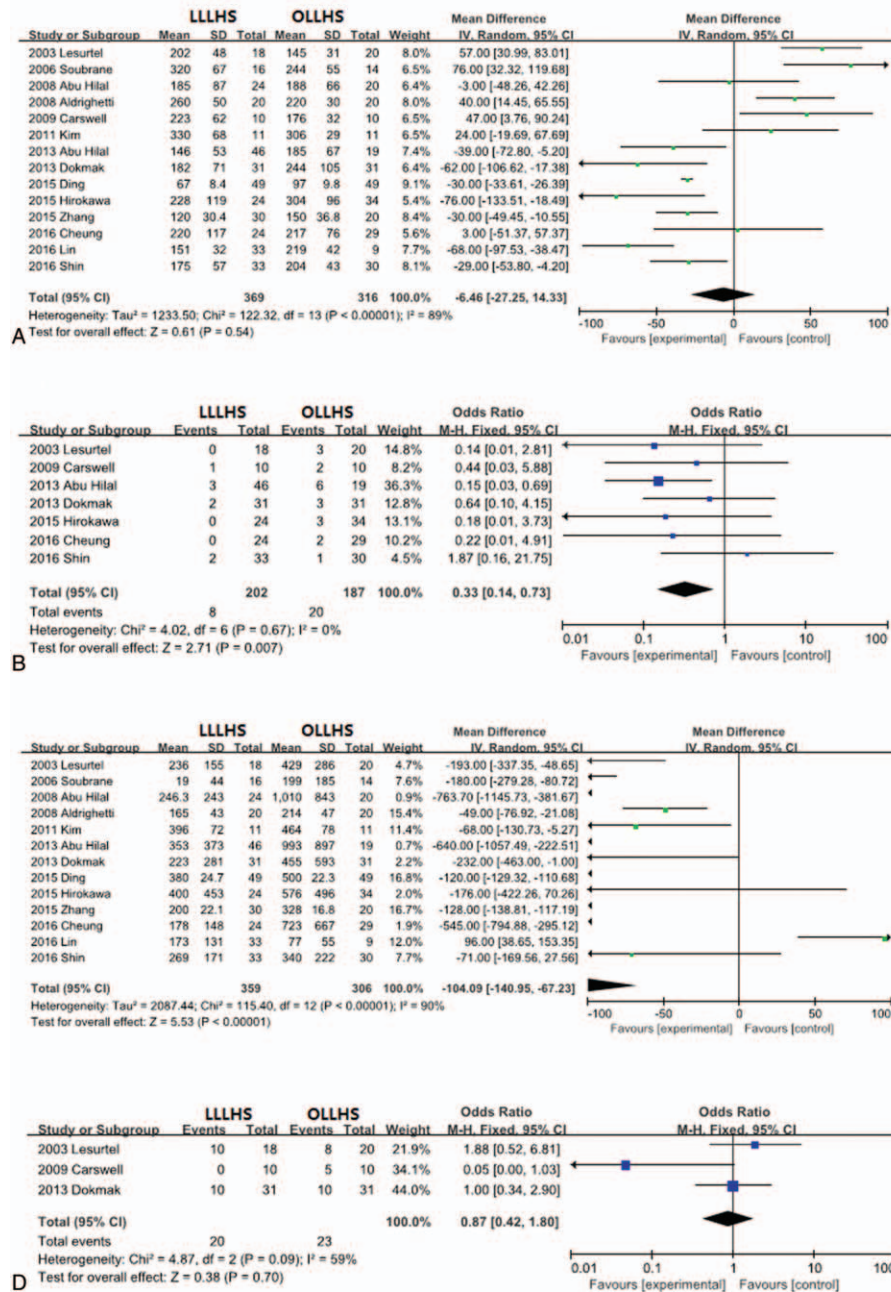 LLLHS OLLHS Mean Difference Mean Difference
Study or Subgroup Mean SD Total Mean SD Total Weight IV. Random, 95% CI IV. Random, 95% CI
2003 Lesurtel 202 48 18 145 31 20 8.0% 57.00 [30.99, 83.01]
2006 Soubrane 320 67 16 244 55 14 6.5% 76.00 [32.32, 119.68]
2008 Abu Hilal 185 87 24 188 66 20 6.4% -3.00 [-48.26, 42.26]
2008 Aldrighetti 260 50 20 220 30 20 8.0% 40.00 [14.45, 65.55]
2009 Carswell 223 62 10 176 32 10 6.5% 47.00 [3.76, 90.24]
2011 Kim 330 68 11 306 29 11 6.5% 24.00 [-19.69, 67.69]
2013 Abu Hilal 146 53 46 185 67 19 7.4% -39.00 [-72.80, -5.20]
2013 Dokmak 182 71 31 244 105 31 6.4% -62.00 [-106.62, -17.38]
2015 Ding 67 8.4 49 97 9.8 49 9.1% -30.00 [-33.61, -26.39]
2015 Hirokawa 228 119 24 304 96 34 5.4% -76.00 [-133.51, -18.49]
2015 Zhang 120 30.4 30 150 36.8 20 8.5% -30.00 [-49.45, -10.55]
2016 Cheung 220 117 24 217 76 29 5.6% 3.00 [-51.37, 57.37]
2016 Lin 151 32 33 219 42 9 7.7% -68.00 [-97.53, -38.47]
2016 Shin 175 57 33 204 43 30 8.1% -29.00 [-53.80, -4.20]
Total (95% CI) 369 316 100.0% -6.46 [-27.25, 14.33]
Heterogeneity: Tau² = 1233.50; Chi² = 122.32, df = 13 (P < 0.00001); I² = 89%
Test for overall effect: Z = 0.61 (P = 0.54)
-100 -50 0 50 100
Favours [experimental] Favours [control]
A
LLLHS OLLHS Odds Ratio Odds Ratio
Study or Subgroup Events Total Events Total Weight M-H. Fixed, 95% CI M-H. Fixed, 95% CI
2003 Lesurtel 0 18 3 20 14.8% 0.14 [0.01, 2.81]
2009 Carswell 1 10 2 10 8.2% 0.44 [0.03, 5.88]
2013 Abu Hilal 3 46 6 19 36.3% 0.15 [0.03, 0.69]
2013 Dokmak 2 31 3 31 12.8% 0.64 [0.10, 4.15]
2015 Hirokawa 0 24 3 34 13.1% 0.18 [0.01, 3.73]
2016 Cheung 0 24 2 29 10.2% 0.22 [0.01, 4.91]
2016 Shin 2 33 1 30 4.5% 1.87 [0.16, 21.75]
Total (95% CI) 202 187 100.0% 0.33 [0.14, 0.73]
Total events 8 20
Heterogeneity: Chi² = 4.02, df = 6 (P = 0.67); I² = 0%
Test for overall effect: Z = 2.71 (P = 0.007)
0.01 0.1 1 10 100
Favours [experimental] Favours [control]
B
LLLHS OLLHS Mean Difference Mean Difference
Study or Subgroup Mean SD Total Mean SD Total Weight IV. Random, 95% CI IV. Random, 95% CI
2003 Lesurtel 236 155 18 429 286 20 4.7% -193.00 [-337.35, -48.65]
2006 Soubrane 19 44 16 199 185 14 7.6% -180.00 [-279.28, -80.72]
2008 Abu Hilal 246.3 243 24 1,010 843 20 0.9% -763.70 [-1145.73, -381.67]
2008 Aldrighetti 165 43 20 214 47 20 15.4% -49.00 [-76.92, -21.08]
2011 Kim 396 72 11 464 78 11 11.4% -68.00 [-130.73, -5.27]
2013 Abu Hilal 353 373 46 993 897 19 0.7% -640.00 [-1057.49, -222.51]
2013 Dokmak 223 281 31 455 593 31 2.2% -232.00 [-463.00, -1.00]
2015 Ding 380 24.7 49 500 22.3 49 16.8% -120.00 [-129.32, -110.68]
2015 Hirokawa 400 453 24 576 496 34 2.0% -176.00 [-422.26, 70.26]
2015 Zhang 200 22.1 30 328 16.8 20 16.7% -128.00 [-138.81, -117.19]
2016 Cheung 178 148 24 723 667 29 1.9% -545.00 [-794.88, -295.12]
2016 Lin 173 131 33 77 55 9 12.0% 96.00 [38.65, 153.35]
2016 Shin 269 171 33 340 222 30 7.7% -71.00 [-169.56, 27.56]
Total (95% CI) 359 306 100.0% -104.09 [-140.95, -67.23]
Heterogeneity: Tau² = 2087.44; Chi² = 115.40, df = 12 (P < 0.00001); I² = 90%
Test for overall effect: Z = 5.53 (P < 0.00001)
-100 -50 0 50 100
Favours [experimental] Favours [control]
LLLHS OLLHS Odds Ratio Odds Ratio
Study or Subgroup Events Total Events Total Weight M-H. Fixed, 95% CI M-H. Fixed, 95% CI
2003 Lesurtel 10 18 8 20 21.9% 1.88 [0.52, 6.81]
2009 Carswell 0 10 5 10 34.1% 0.05 [0.00, 1.03]
2013 Dokmak 10 31 10 31 44.0% 1.00 [0.34, 2.90]
Total (95% CI) 100.0% 0.87 [0.42, 1.80]
Total events 20 23
Heterogeneity: Chi² = 4.87, df = 2 (P = 0.09); I² = 59%
Test for overall effect: Z = 0.38 (P = 0.70)
0.01 0.1 1 10 100
Favours [experimental] Favours [control]
D